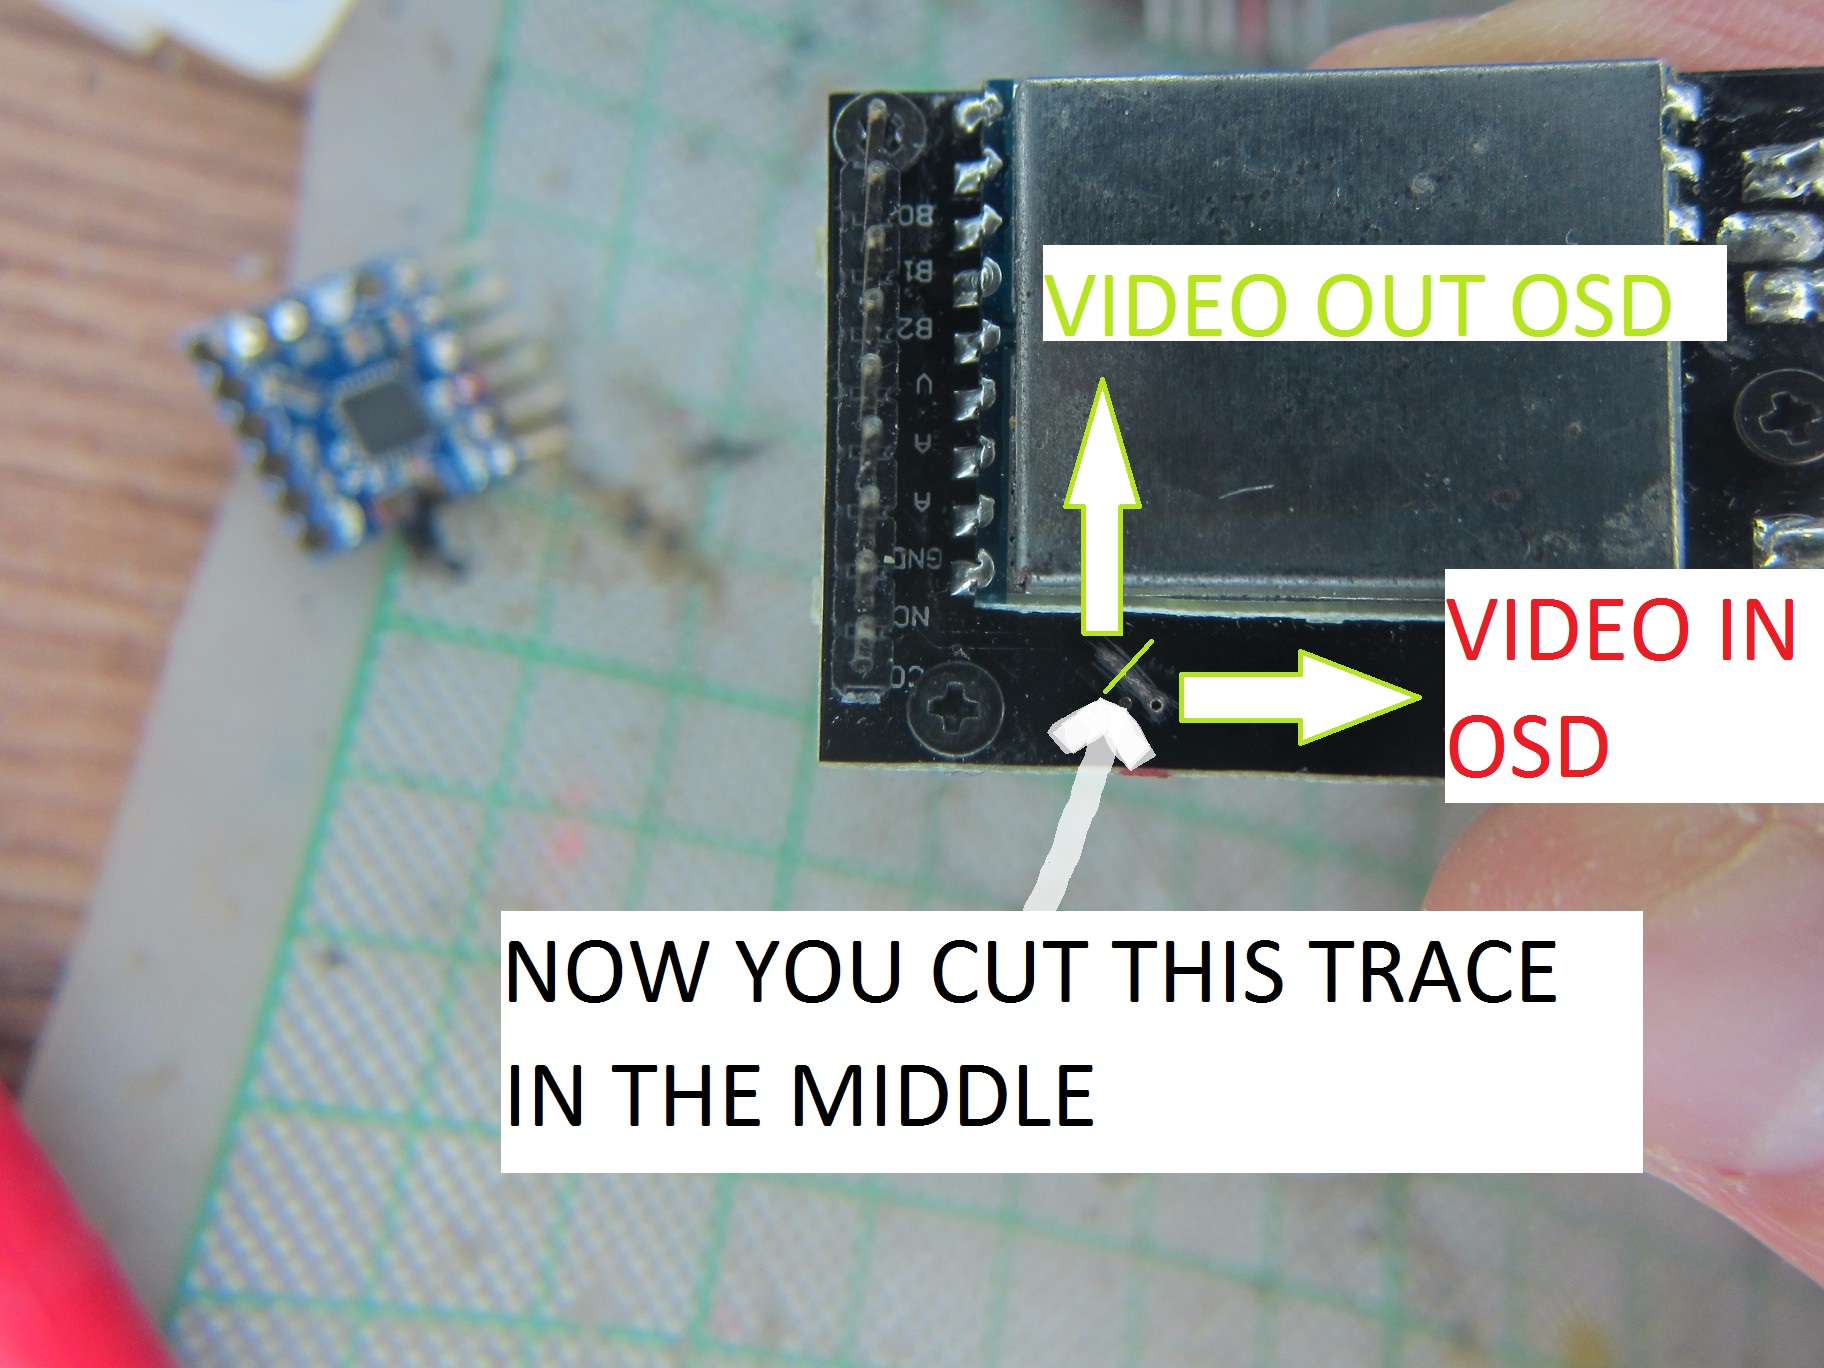 B0
B1
B2
V
A
A
GND
NC
VIDEO OUT OSD
VIDEO IN
OSD
NOW YOU CUT THIS TRACE
IN THE MIDDLE